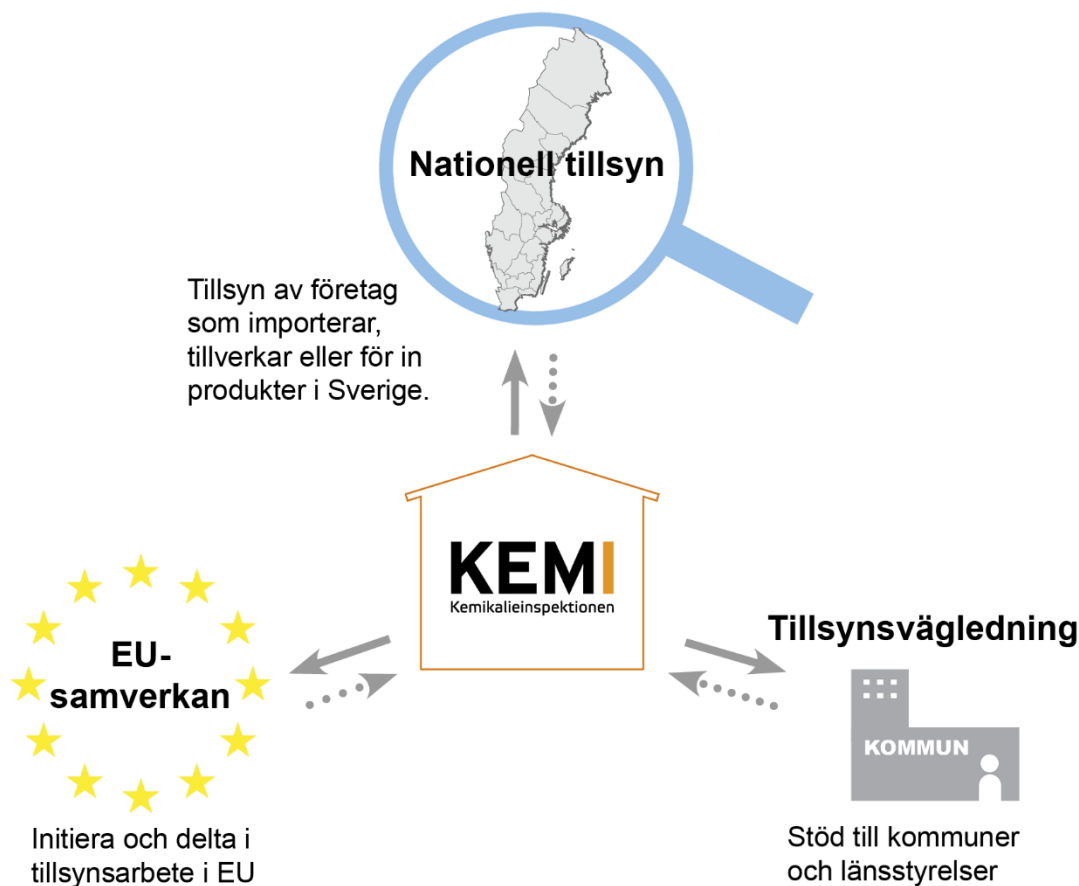 Nationell tillsyn
Tillsyn av företag
som importerar,
tillverkar eller för in
produkter i Sverige.
KEMI
Kemikalieinspektionen
EU-
samverkan
Initiera och delta i
tillsynsarbete i EU
Tillsynsvägledning
KOMMUN
Stöd till kommuner
och länsstyrelser